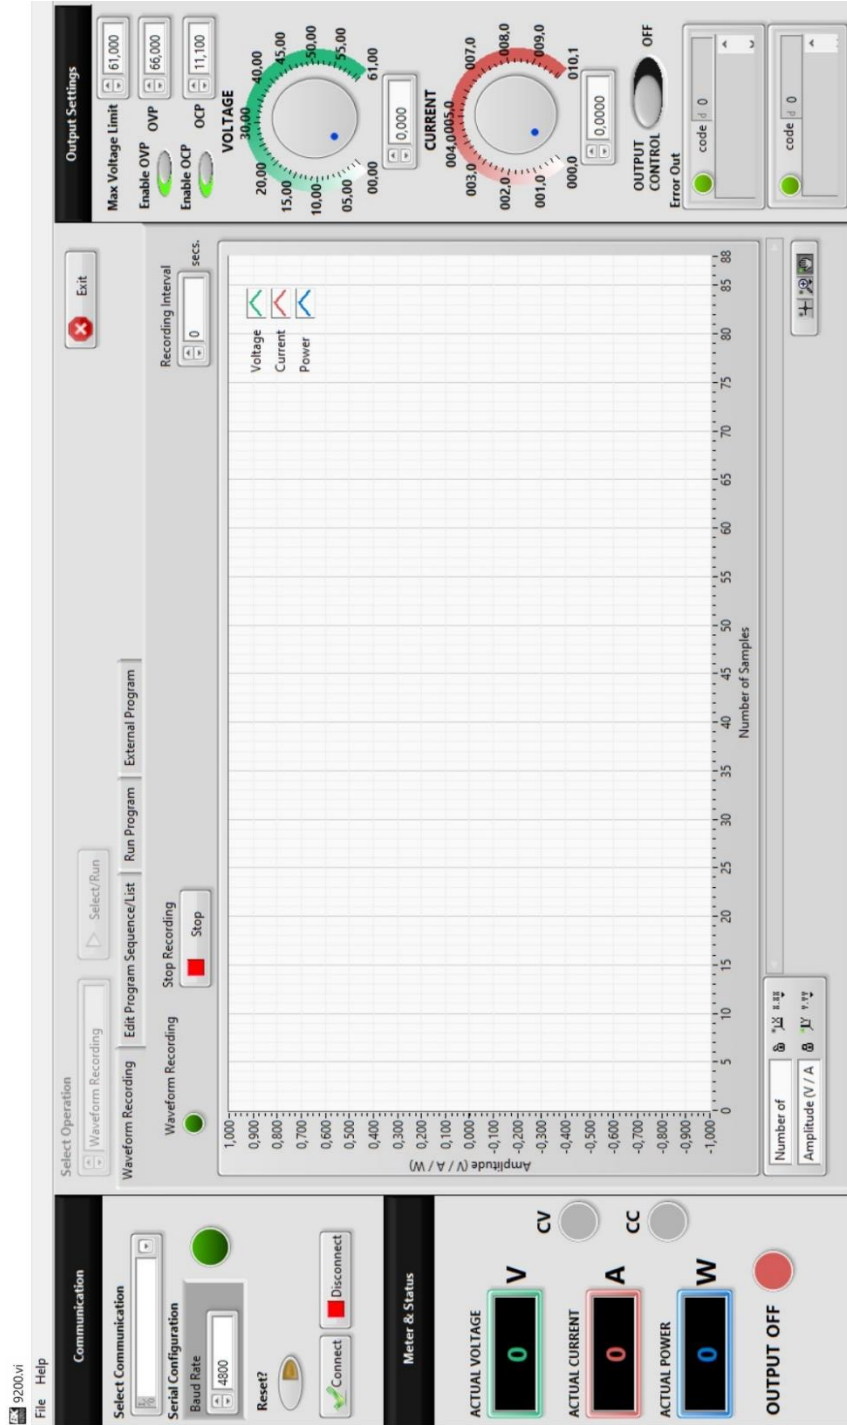 9200.vi
File Help
Communication
Select Communication
Serial Configuration
Baud Rate
4800
Reset?
Connect
Disconnect
Meter & Status
ACTUAL VOLTAGE
0 V
CV
ACTUAL CURRENT
0 A
CC
ACTUAL POWER
0 W
OUTPUT OFF
Select Operation
Waveform Recording
Select/Run
Exit
Waveform Recording
Edit Program Sequence/List
Run Program
External Program
Waveform Recording
Stop Recording
Stop
Recording Interval
0 secs.
Voltage
Current
Power
Amplitude (V / A / W)
1,000
0,900
0,800
0,700
0,600
0,500
0,400
0,300
0,200
0,100
0,000
-0,100
-0,200
-0,300
-0,400
-0,500
-0,600
-0,700
-0,800
-0,900
-1,000
0 5 10 15 20 25 30 35 40 45 50 55 60 65 70 75 80 85 88
Number of Samples
Number of
Amplitude (V / A
Output Settings
Max Voltage Limit
61,000
Enable OVP
OVP
66,000
Enable OCP
OCP
11,100
VOLTAGE
00,00
05,00
10,00
15,00
20,00
30,00
40,00
45,00
50,00
55,00
61,00
0,000
CURRENT
000,0
001,0
002,0
003,0
004,0
005,0
007,0
008,0
009,0
010,1
0,0000
OUTPUT CONTROL
OFF
Error Out
code
d 0
code
d 0